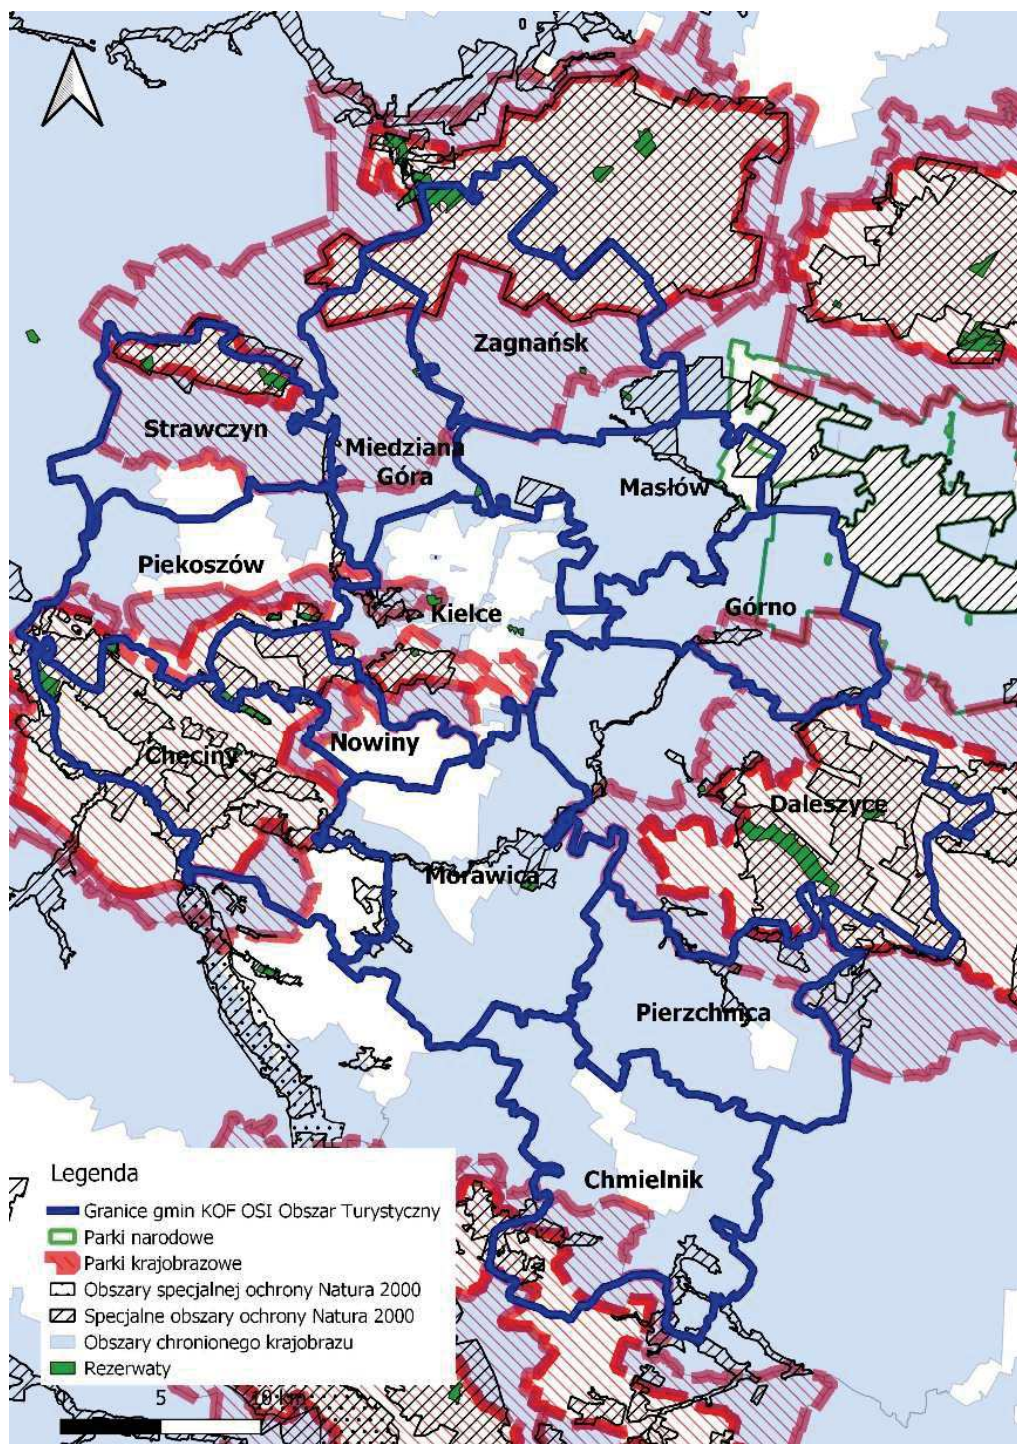 0
Zagnańsk
Strawczyn
Miedziana
Góra
Masłów
Piekoszów
Kielce
Górno
Nowiny
Chęciny
Daleszyce
Morawica
Pierzchnica
Chmielnik
Legenda
Granice gmin KOF OSI Obszar Turystyczny
Parki narodowe
Parki krajobrazowe
Obszary specjalnej ochrony Natura 2000
Specjalne obszary ochrony Natura 2000
Obszary chronionego krajobrazu
Rezerwaty
5 10 km